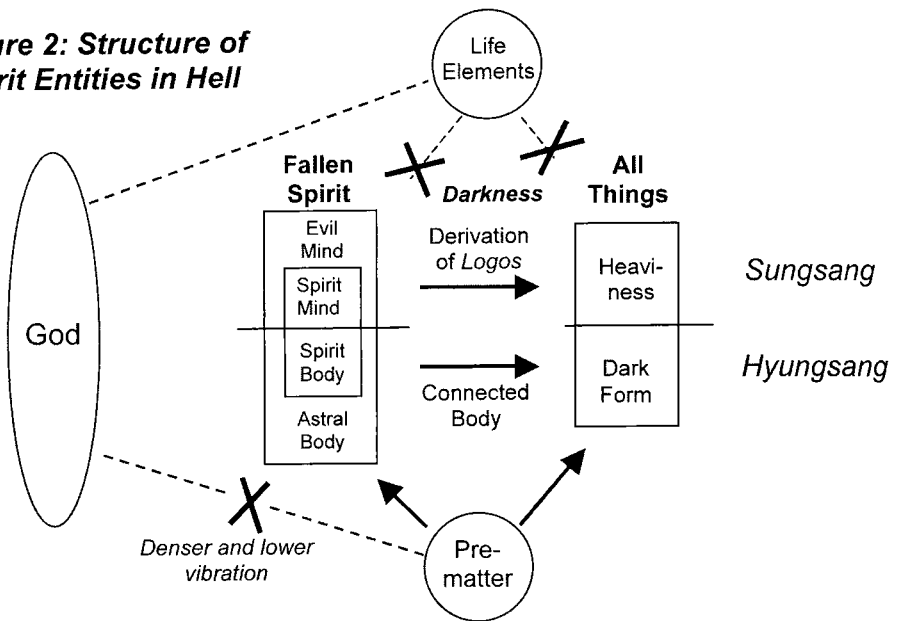 ure 2: Structure of
rit Entities in Hell
Life
Elements
God
Fallen
Spirit
Darkness
All
Things
Evil
Mind
Spirit
Mind
Spirit
Body
Astral
Body
Derivation
of Logos
Connected
Body
Heavi-
ness
Dark
Form
Sungsang
Hyungsang
Denser and lower
vibration
Pre-
matter